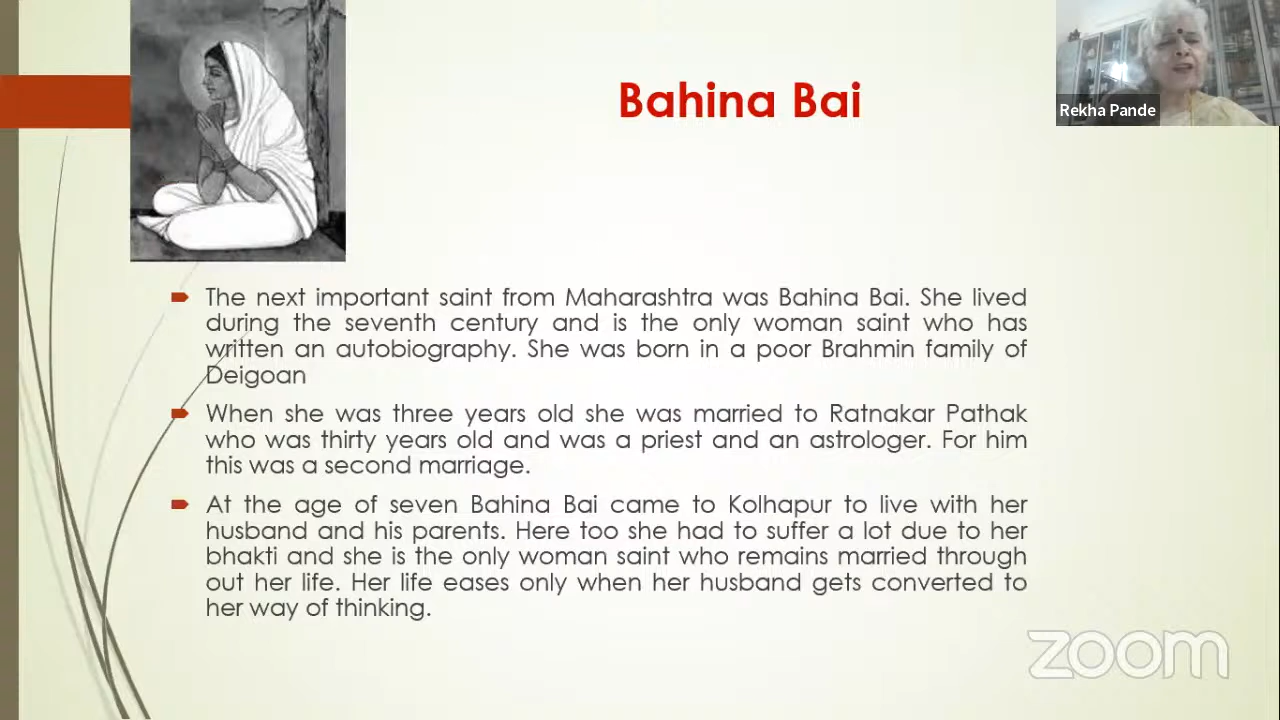 Bahina Bai
Rekha Pande
The next important saint from Maharashtra was Bahina Bai. She lived
during the seventh century and is the only woman saint who has
written an autobiography. She was born in a poor Brahmin family of
Deigoan
When she was three years old she was married to Ratnakar Pathak
who was thirty years old and was a priest and an astrologer. For him
this was a second marriage.
At the age of seven Bahina Bai came to Kolhapur to live with her
husband and his parents. Here too she had to suffer a lot due to her
bhakti and she is the only woman saint who remains married through
out her life. Her life eases only when her husband gets converted to
her way of thinking.
zoom